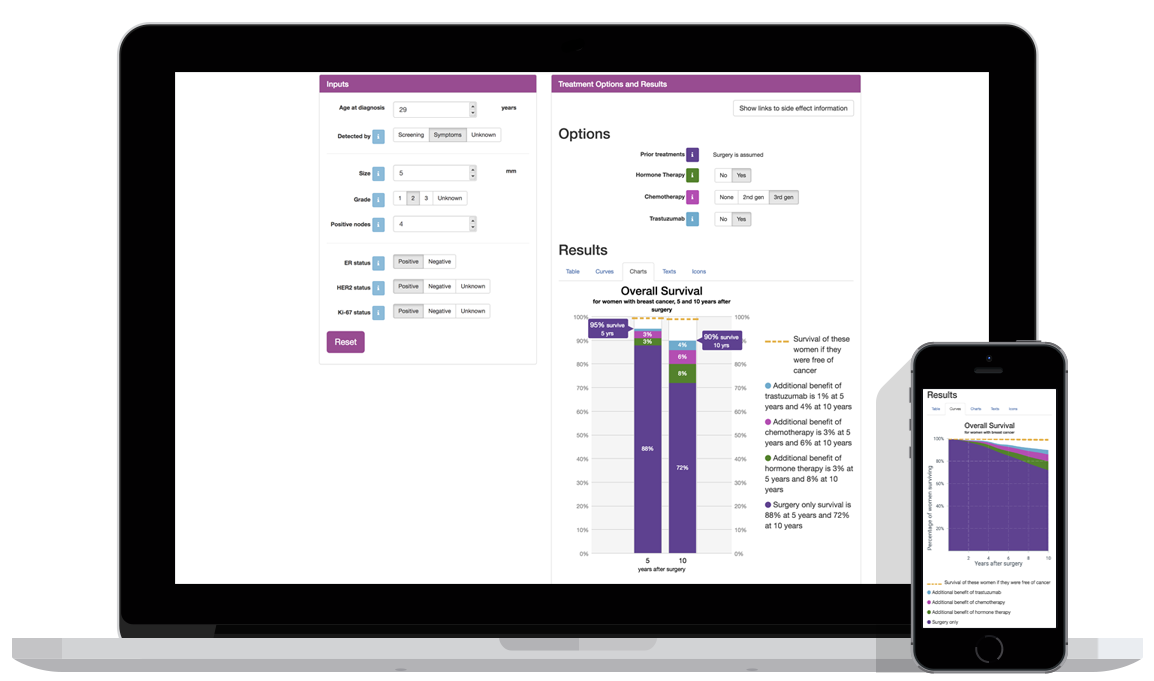 Inputs
Age at diagnosis 29 years
Detected by i Screening Symptoms Unknown
Size i 5 mm
Grade i 1 2 3 Unknown
Positive nodes i 4
ER status i Positive Negative
HER2 status i Positive Negative Unknown
Ki-67 status i Positive Negative Unknown
Reset
Treatment Options and Results
Show links to side effect information
Options
Prior treatments i Surgery is assumed
Hormone Therapy i No Yes
Chemotherapy i None 2nd gen 3rd gen
Trastuzumab i No Yes
Results
Table Curves Charts Texts Icons
Overall Survival
for women with breast cancer, 5 and 10 years after
surgery
100% 100%
95% survive
5 yrs
90% survive
10 yrs
90% %
80% 80%
70% 70%
60% 60%
50% 50%
40% 40%
30% 30%
20% 20%
10% 10%
0% 0%
3%
3%
88%
4%
6%
8%
72%
5 10
years after surgery
Survival of these
women if they
were free of
cancer
Additional benefit of
trastuzumab is 1% at 5
years and 4% at 10 years
Additional benefit of
chemotherapy is 3% at 5
years and 6% at 10 years
Additional benefit of
hormone therapy is 3% at
5 years and 8% at 10
years
Surgery only survival is
88% at 5 years and 72%
at 10 years
Results
Table Curves Charts Texts Icons
Overall Survival
for women with breast cancer
Percentage of women surviving
100%
80%
60%
40%
20%
2 4 6 8 10
Years after surgery
Survival of these women if they were free of cancer
Additional benefit of trastuzumab
Additional benefit of chemotherapy
Additional benefit of hormone therapy
Surgery only